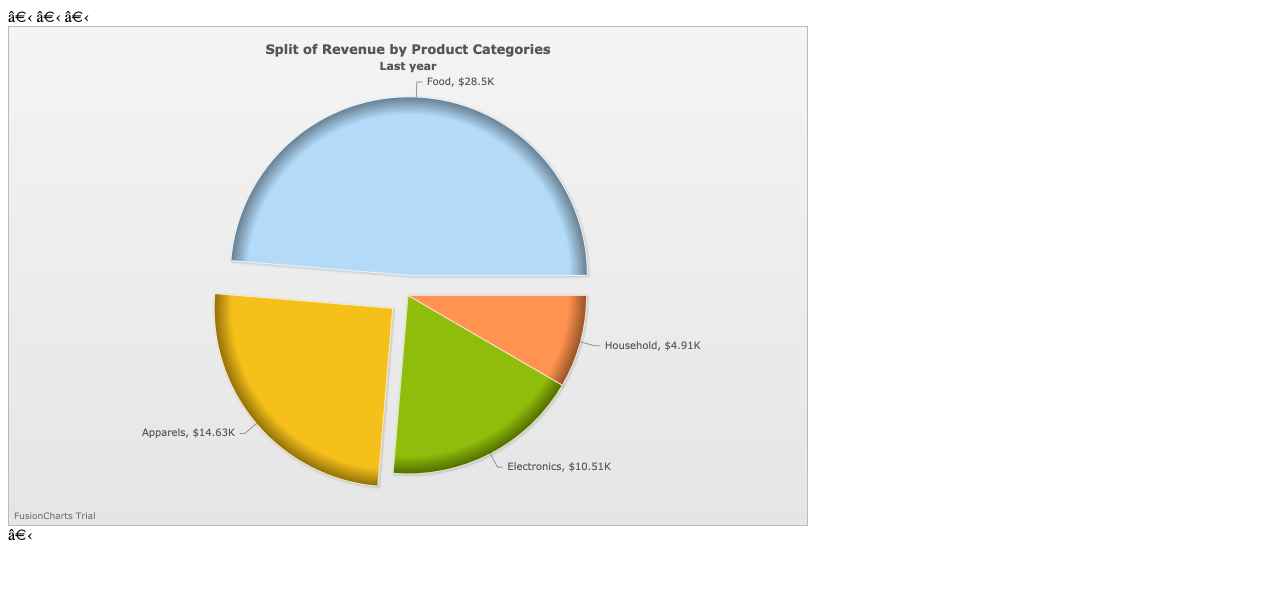 â€‹ â€‹ â€‹
Split of Revenue by Product Categories
Last year
Food, $28.5K
Household, $4.91K
Apparels, $14.63K
Electronics, $10.51K
FusionCharts Trial
â€‹